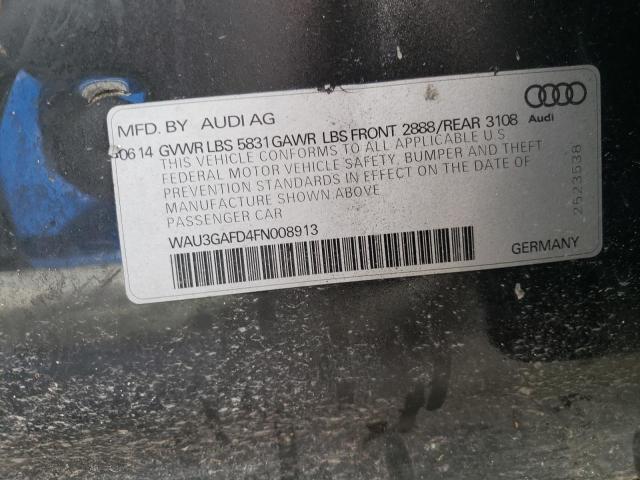 MFD. BY AUDI AG
06 14 GVWR LBS 5831 GAWR LBS FRONT 2888/REAR 3108
Audi
THIS VEHICLE CONFORMS TO ALL APPLICABLE U.S
FEDERAL MOTOR VEHICLE SAFETY, BUMPER AND THEFT
PREVENTION STANDARDS IN EFFECT ON THE DATE OF
MANUFACTURE SHOWN ABOVE
PASSENGER CAR
2523538
WAU3GAFD4FN008913
GERMANY